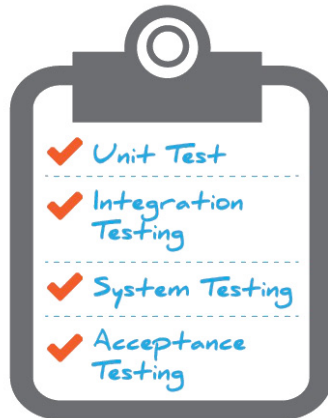 Unit Test
Integration
Testing
System Testing
Acceptance
Testing